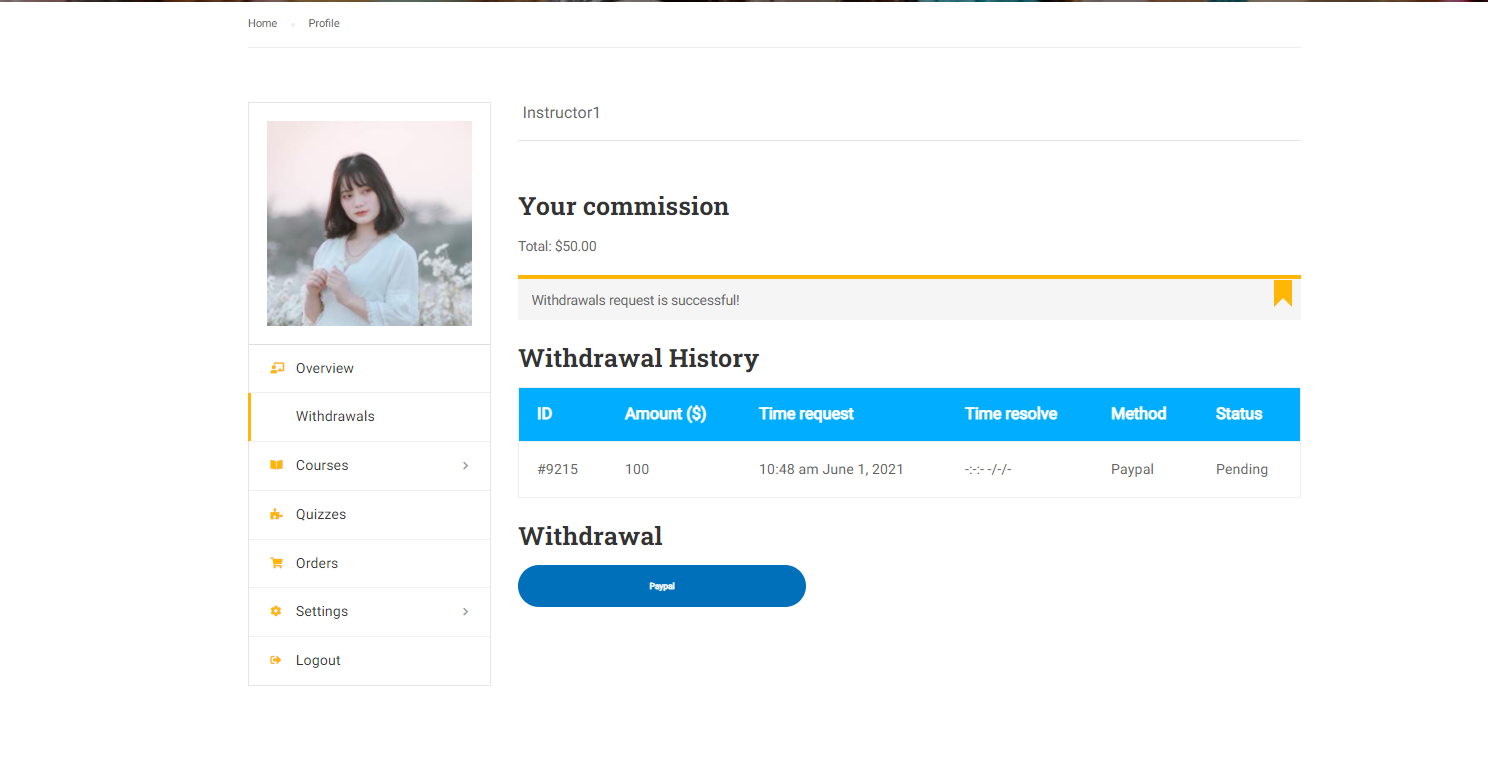 Home Profile
Instructor1
Overview
Withdrawals
Courses
Quizzes
Orders
Settings
Logout
Your commission
Total: $50.00
Withdrawals request is successful!
Withdrawal History
ID Amount ($) Time request Time resolve Method Status
#9215 100 10:48 am June 1, 2021 -:-:- -/-/- Paypal Pending
Withdrawal
Paypal